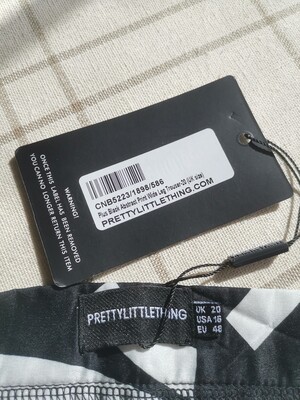 CNB5223/1898/586
Plus Black Abstract Print Wide Leg Trouser-20 (UK size)
PRETTYLITTLETHING.COM
WARNING!
ONCE THIS LABEL HAS BEEN REMOVED
YOU CAN NO LONGER RETURN THIS ITEM
PRETTYLITTLETHING
UK 20
USA 16
EU 48